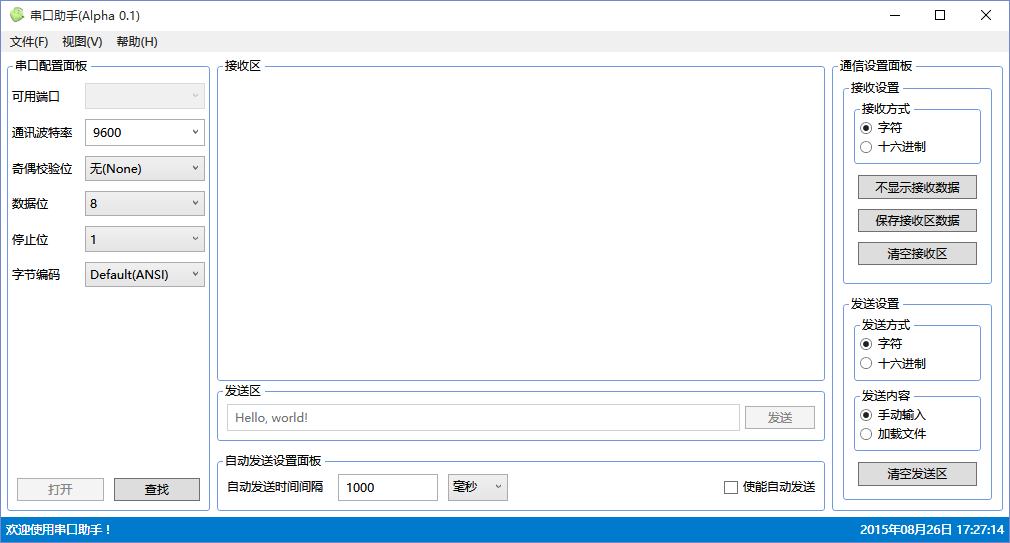 串口助手(Alpha 0.1)
文件(F) 视图(V) 帮助(H)
串口配置面板
可用端口
通讯波特率 9600
奇偶校验位 无(None)
数据位 8
停止位 1
字节编码 Default(ANSI)
打开 查找
接收区
发送区
Hello, world! 发送
自动发送设置面板
自动发送时间间隔 1000 毫秒 使能自动发送
通信设置面板
接收设置
接收方式
字符
十六进制
不显示接收数据
保存接收区数据
清空接收区
发送设置
发送方式
字符
十六进制
发送内容
手动输入
加载文件
清空发送区
欢迎使用串口助手！ 2015年08月26日 17:27:14